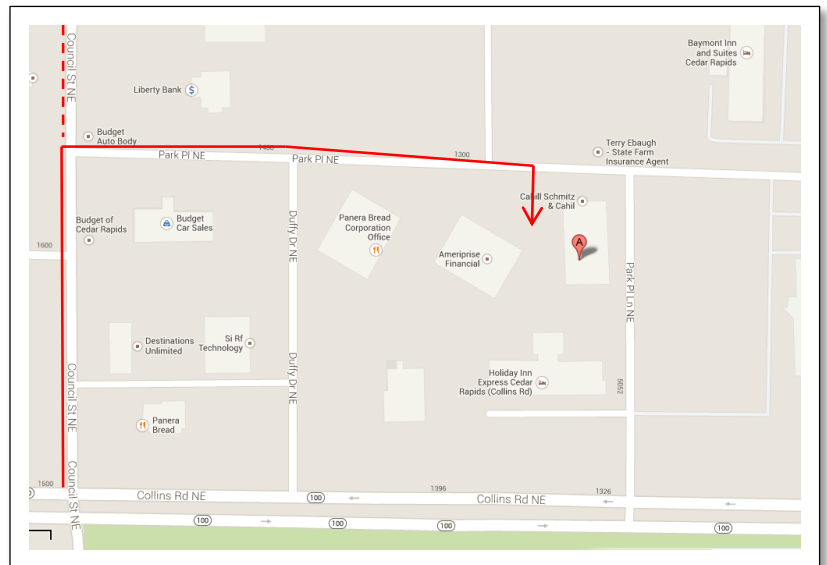 Council St NE
Baymont Inn
and Suites
Cedar Rapids
Liberty Bank
$
Budget
Auto Body
1400
Park Pl NE
Park Pl NE
1300
Terry Ebaugh
- State Farm
Insurance Agent
Cahill Schmitz
& Cahil
Budget of
Cedar Rapids
Budget
Car Sales
Duffy Dr NE
Panera Bread
Corporation
Office
1600
Ameriprise
Financial
A
Park Pl Ln NE
Destinations
Unlimited
Si Rf
Technology
Council St NE
Duffy Dr NE
Holiday Inn
Express Cedar
Rapids (Collins Rd)
5052
Panera
Bread
1500
Council St NE
Collins Rd NE
100
1396
Collins Rd NE
1326
100
100
100
100